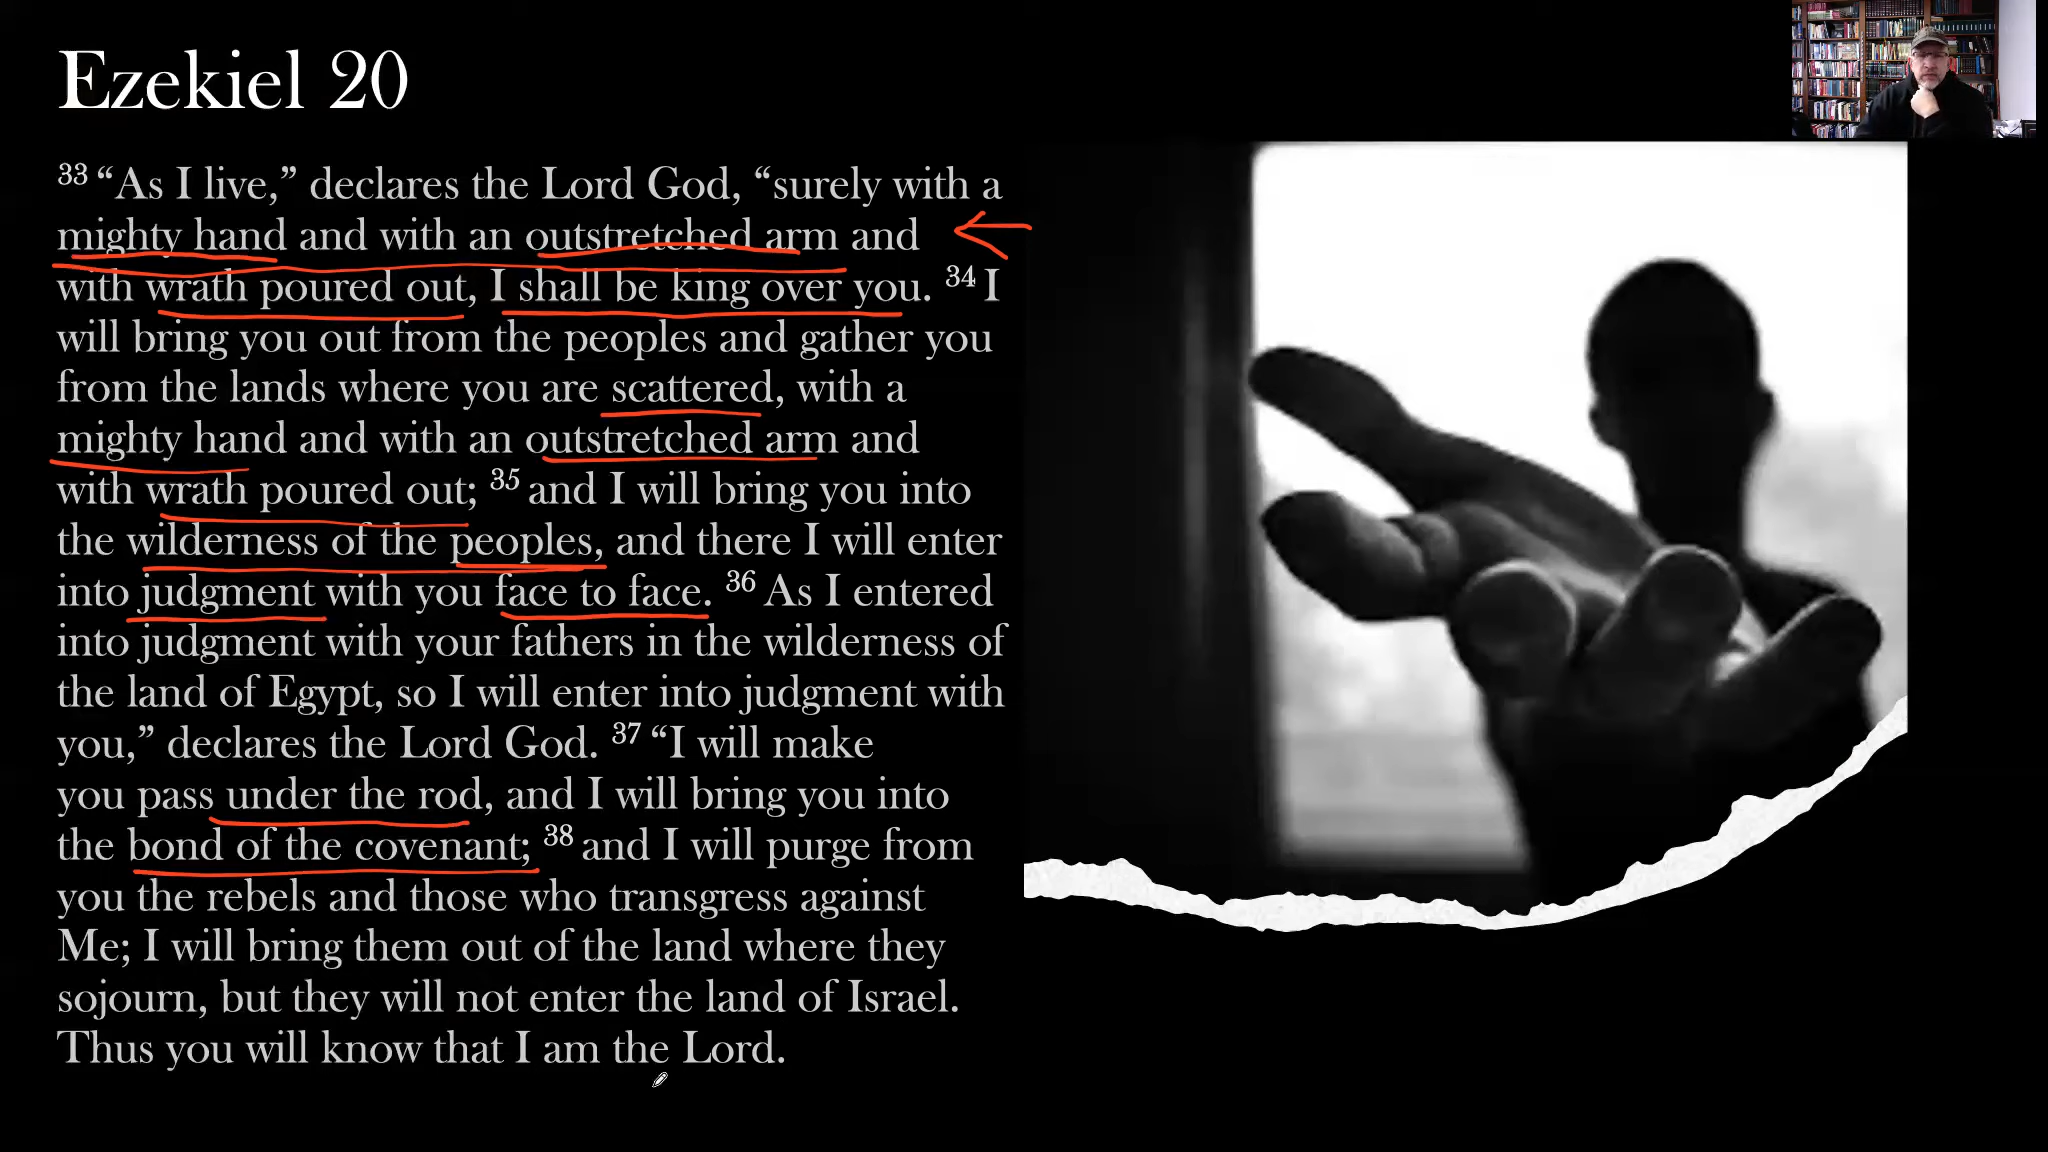 Ezekiel 20
33 “As I live,” declares the Lord God, “surely with a
mighty hand and with an outstretched arm and
with wrath poured out, I shall be king over you. 34 I
will bring you out from the peoples and gather you
from the lands where you are scattered, with a
mighty hand and with an outstretched arm and
with wrath poured out; 35 and I will bring you into
the wilderness of the peoples, and there I will enter
into judgment with you face to face. 36 As I entered
into judgment with your fathers in the wilderness of
the land of Egypt, so I will enter into judgment with
you,” declares the Lord God. 37 “I will make
you pass under the rod, and I will bring you into
the bond of the covenant; 38 and I will purge from
you the rebels and those who transgress against
Me; I will bring them out of the land where they
sojourn, but they will not enter the land of Israel.
Thus you will know that I am the Lord.